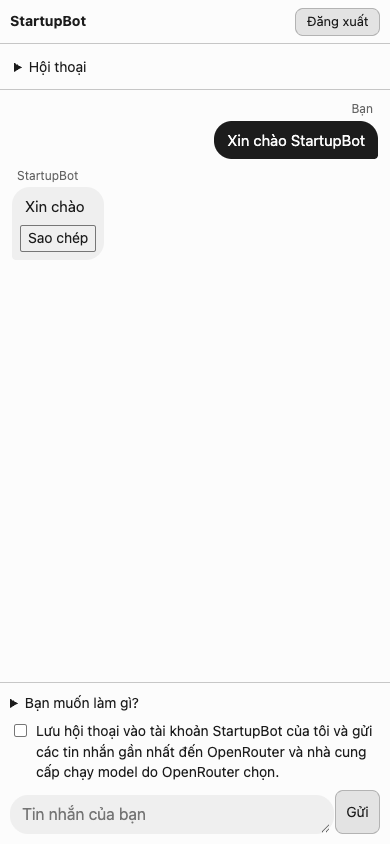 StartupBot
Đăng xuất
Hội thoại
Bạn
Xin chào StartupBot
StartupBot
Xin chào
Sao chép
Bạn muốn làm gì?
Lưu hội thoại vào tài khoản StartupBot của tôi và gửi
các tin nhắn gần nhất đến OpenRouter và nhà cung
cấp chạy model do OpenRouter chọn.
Tin nhắn của bạn
Gửi